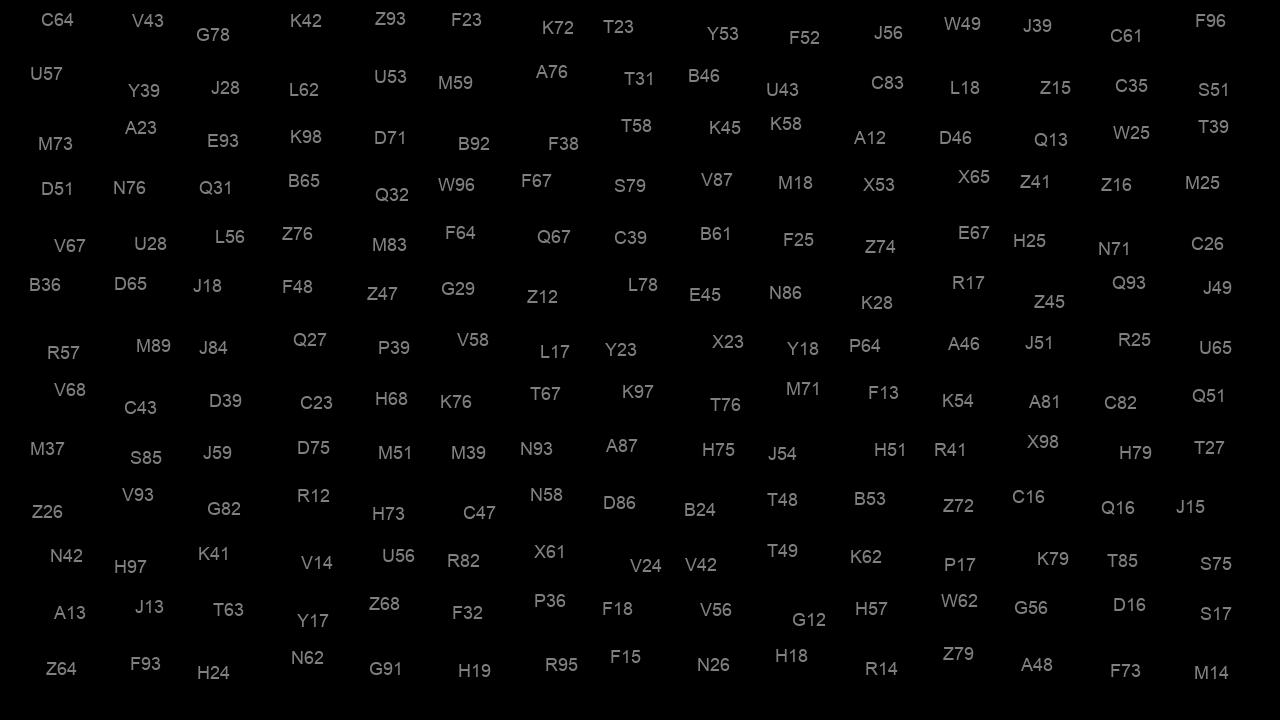 C64 V43 G78 K42 Z93 F23 K72 T23 Y53 F52 J56 W49 J39 C61 F96
U57 Y39 J28 L62 U53 M59 A76 T31 B46 U43 C83 L18 Z15 C35 S51
M73 A23 E93 K98 D71 B92 F38 T58 K45 K58 A12 D46 Q13 W25 T39
D51 N76 Q31 B65 Q32 W96 F67 S79 V87 M18 X53 X65 Z41 Z16 M25
V67 U28 L56 Z76 M83 F64 Q67 C39 B61 F25 Z74 E67 H25 N71 C26
B36 D65 J18 F48 Z47 G29 Z12 L78 E45 N86 K28 R17 Z45 Q93 J49
R57 M89 J84 Q27 P39 V58 L17 Y23 X23 Y18 P64 A46 J51 R25 U65
V68 C43 D39 C23 H68 K76 T67 K97 T76 M71 F13 K54 A81 C82 Q51
M37 S85 J59 D75 M51 M39 N93 A87 H75 J54 H51 R41 X98 H79 T27
Z26 V93 G82 R12 H73 C47 N58 D86 B24 T48 B53 Z72 C16 Q16 J15
N42 H97 K41 V14 U56 R82 X61 V24 V42 T49 K62 P17 K79 T85 S75
A13 J13 T63 Y17 Z68 F32 P36 F18 V56 G12 H57 W62 G56 D16 S17
Z64 F93 H24 N62 G91 H19 R95 F15 N26 H18 R14 Z79 A48 F73 M14